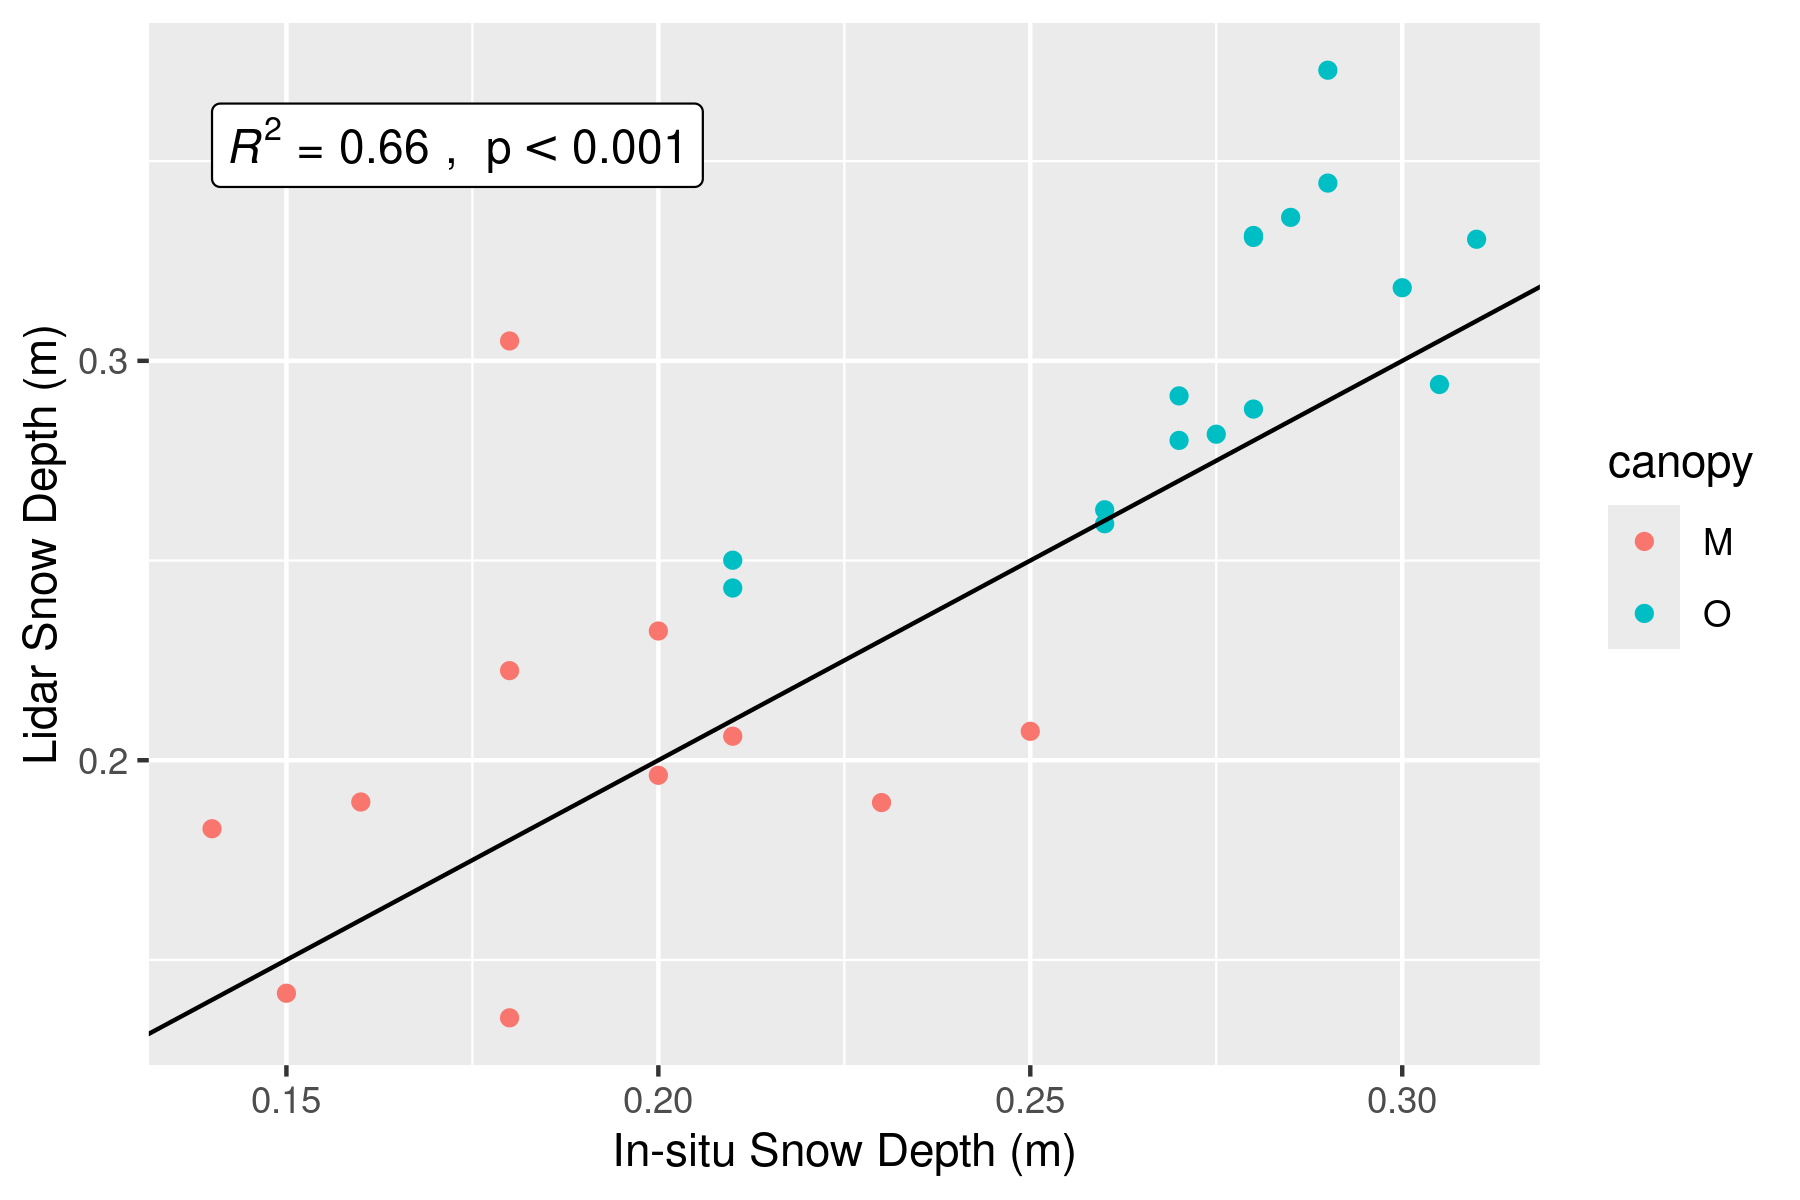 R² = 0.66 , p < 0.001
Lidar Snow Depth (m)
0.3
0.2
0.15 0.20 0.25 0.30
In-situ Snow Depth (m)
canopy
M
O